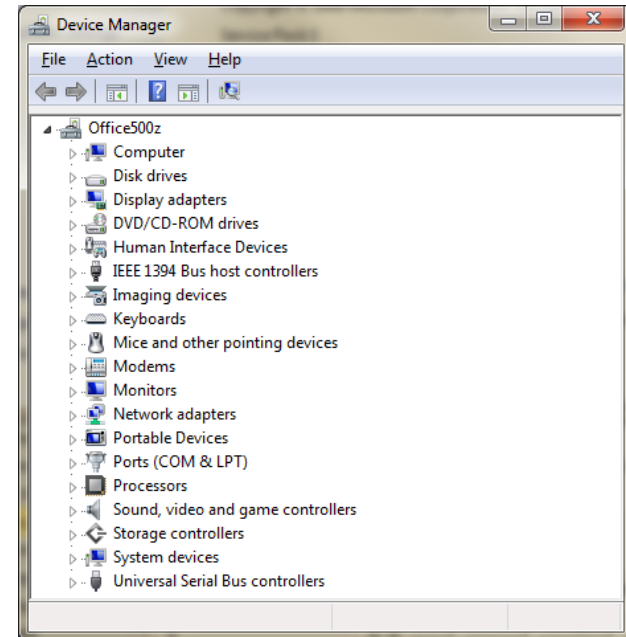 Device Manager
File Action View Help
Office500z
Computer
Disk drives
Display adapters
DVD/CD-ROM drives
Human Interface Devices
IEEE 1394 Bus host controllers
Imaging devices
Keyboards
Mice and other pointing devices
Modems
Monitors
Network adapters
Portable Devices
Ports (COM & LPT)
Processors
Sound, video and game controllers
Storage controllers
System devices
Universal Serial Bus controllers